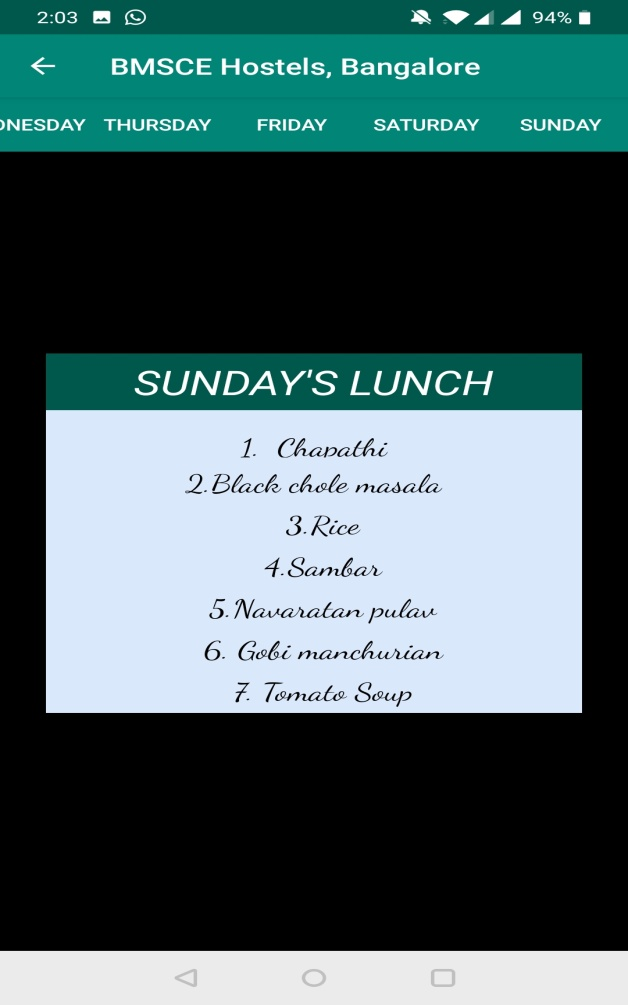 2:03 94%
BMSCE Hostels, Bangalore
DNESDAY THURSDAY FRIDAY SATURDAY SUNDAY
SUNDAY'S LUNCH
1. Chapathi
2.Black chole masala
3.Rice
4.Sambar
5.Navaratan pulav
6. Gobi manchurian
7. Tomato Soup